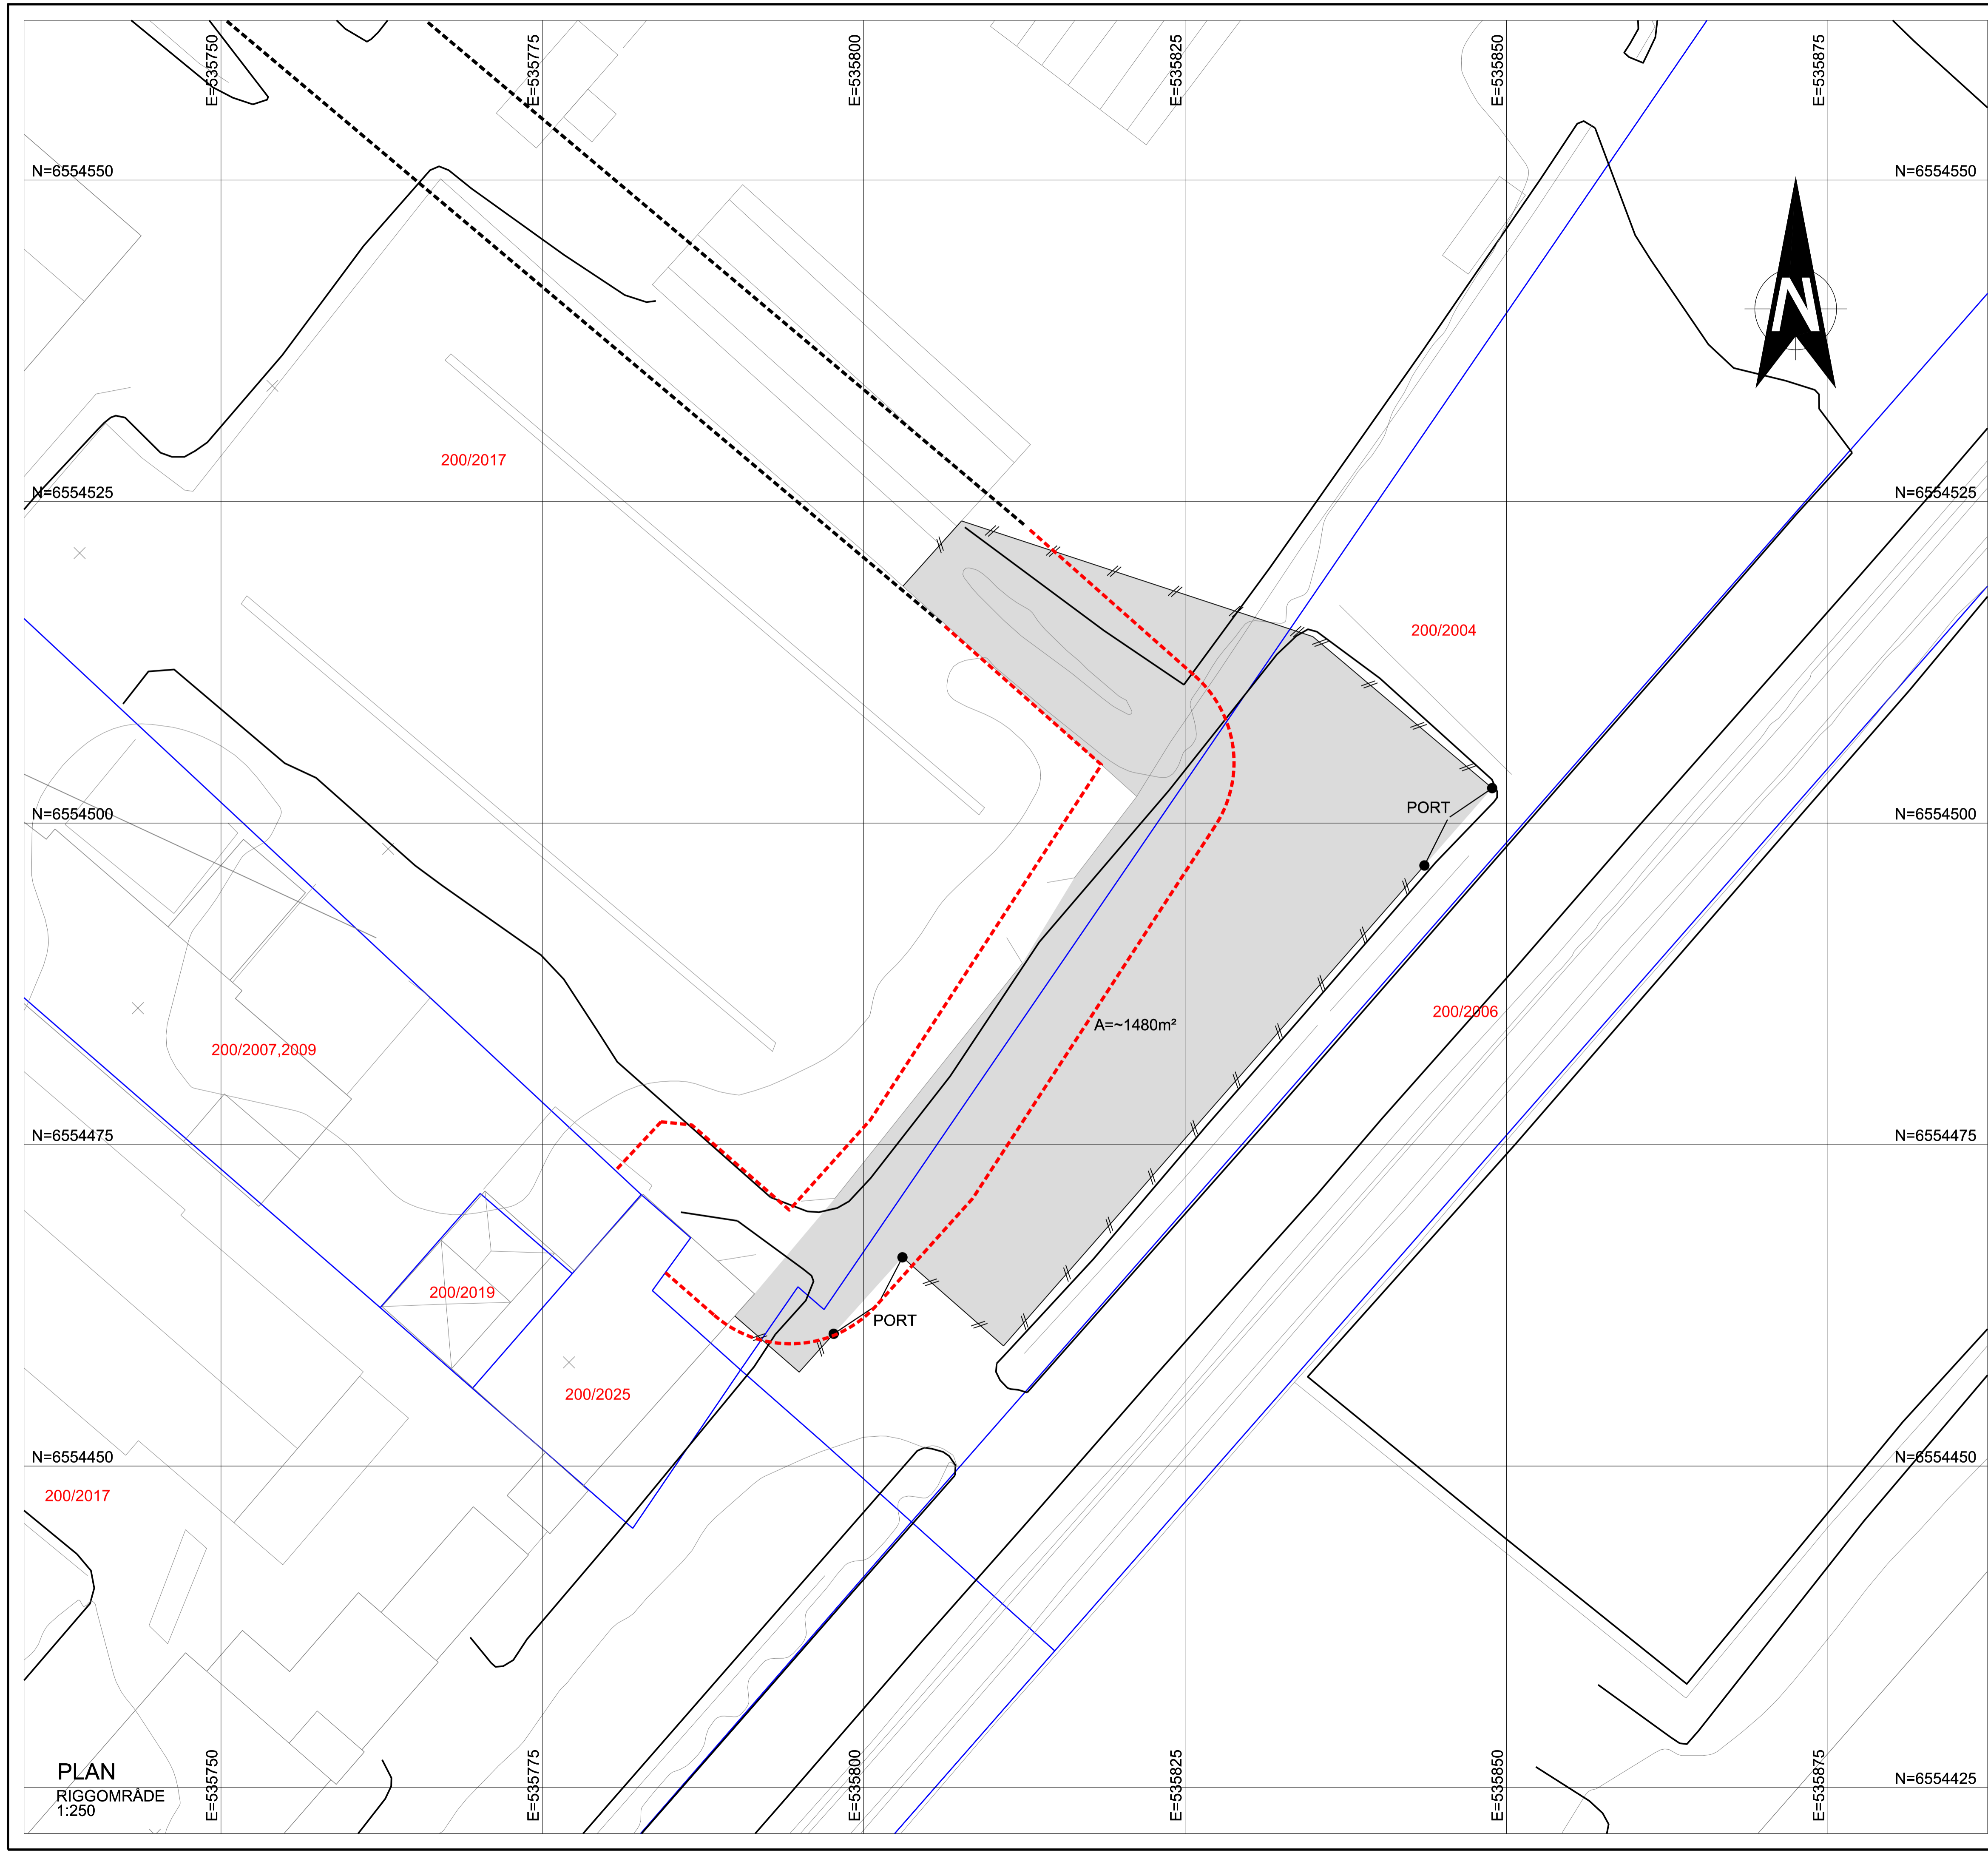 E=535750
E=535775
E=535800
E=535825
E=535850
E=535875
N=6554550
N=6554550
N
200/2017
N=6554525
N=6554525
200/2004
PORT
N=6554500
N=6554500
200/2006
A=~1480m²
200/2007,2009
N=6554475
N=6554475
200/2019
PORT
200/2025
N=6554450
N=6554450
200/2017
E=535750
E=535775
E=535800
E=535825
E=535850
E=535875
PLAN
N=6554425
RIGGOMRÅDE
1:250